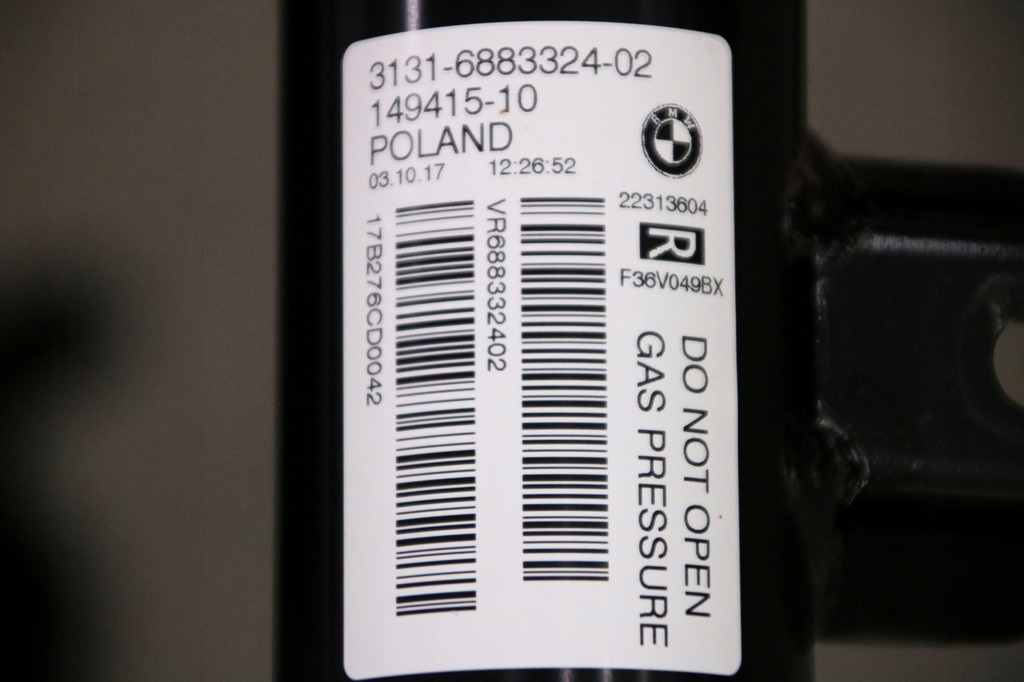 3131-6883324-02
149415-10
POLAND
03.10.17 12:26:52
BMW
22313604
R
F36V049BX
17B276CD0042
VR688332402
DO NOT OPEN
GAS PRESSURE